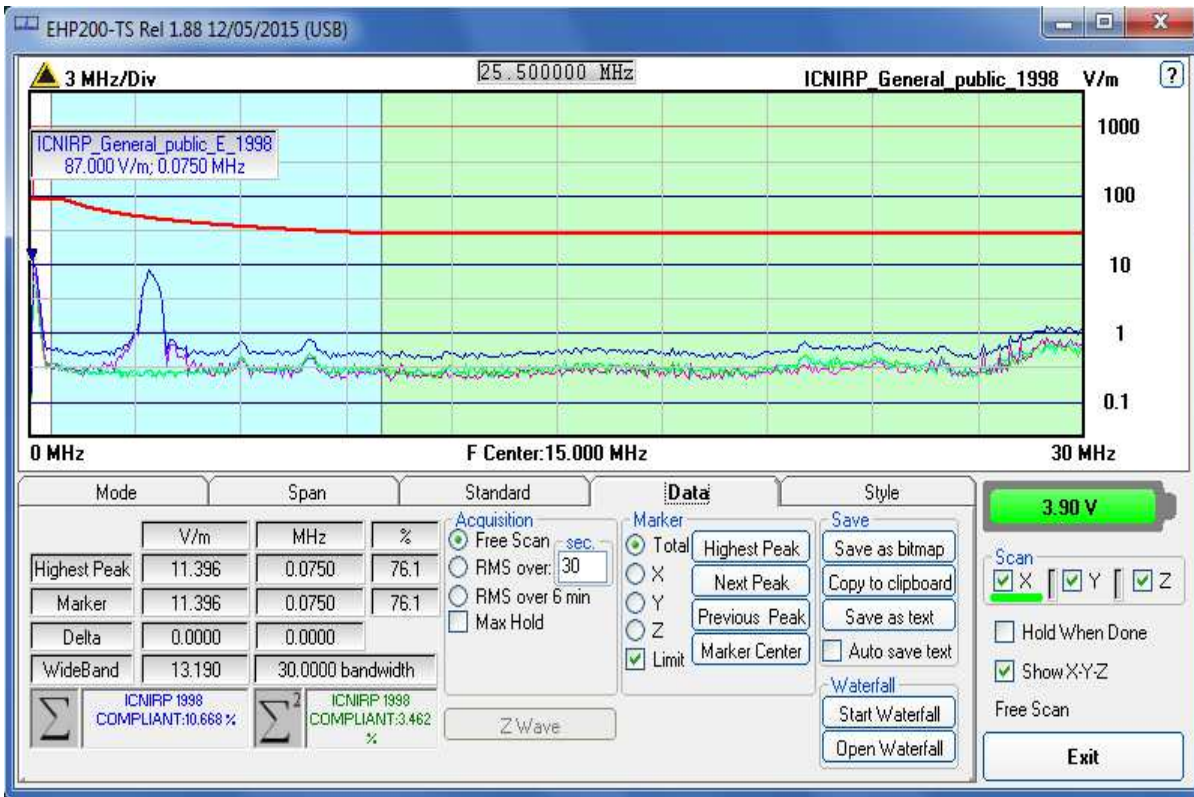 EHP200-TS Rel 1.88 12/05/2015 (USB)
3 MHz/Div
25.500000 MHz
ICNIRP_General_public_1998 V/m
?
ICNIRP_General_public_E_1998
87.000 V/m; 0.0750 MHz
1000
100
10
1
0.1
0 MHz
F Center:15.000 MHz
30 MHz
Mode
Span
Standard
Data
Style
V/m
MHz
%
Highest Peak 11.396 0.0750 76.1
Marker 11.396 0.0750 76.1
Delta 0.0000 0.0000
WideBand 13.190 30.0000 bandwidth
Σ
ICNIRP 1998
COMPLIANT:10.668 %
Σ2
ICNIRP 1998
COMPLIANT:3.462
%
Acquisition
Free Scan
sec.
RMS over: 30
RMS over 6 min
Max Hold
Z Wave
Marker
Total
X
Y
Z
Limit
Highest Peak
Next Peak
Previous Peak
Marker Center
Save
Save as bitmap
Copy to clipboard
Save as text
Auto save text
Waterfall
Start Waterfall
Open Waterfall
3.90 V
Scan
X [ Y [ Z
Hold When Done
Show X-Y-Z
Free Scan
Exit